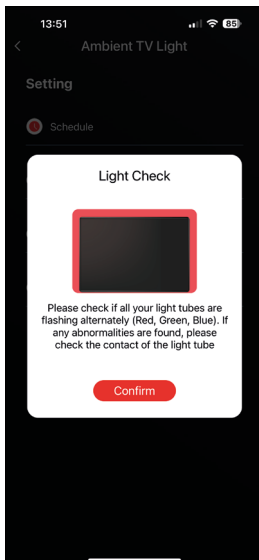 13:51
85
Ambient TV Light
Setting
Schedule
Light Check
Please check if all your light tubes are
flashing alternately (Red, Green, Blue). If
any abnormalities are found, please
check the contact of the light tube
Confirm